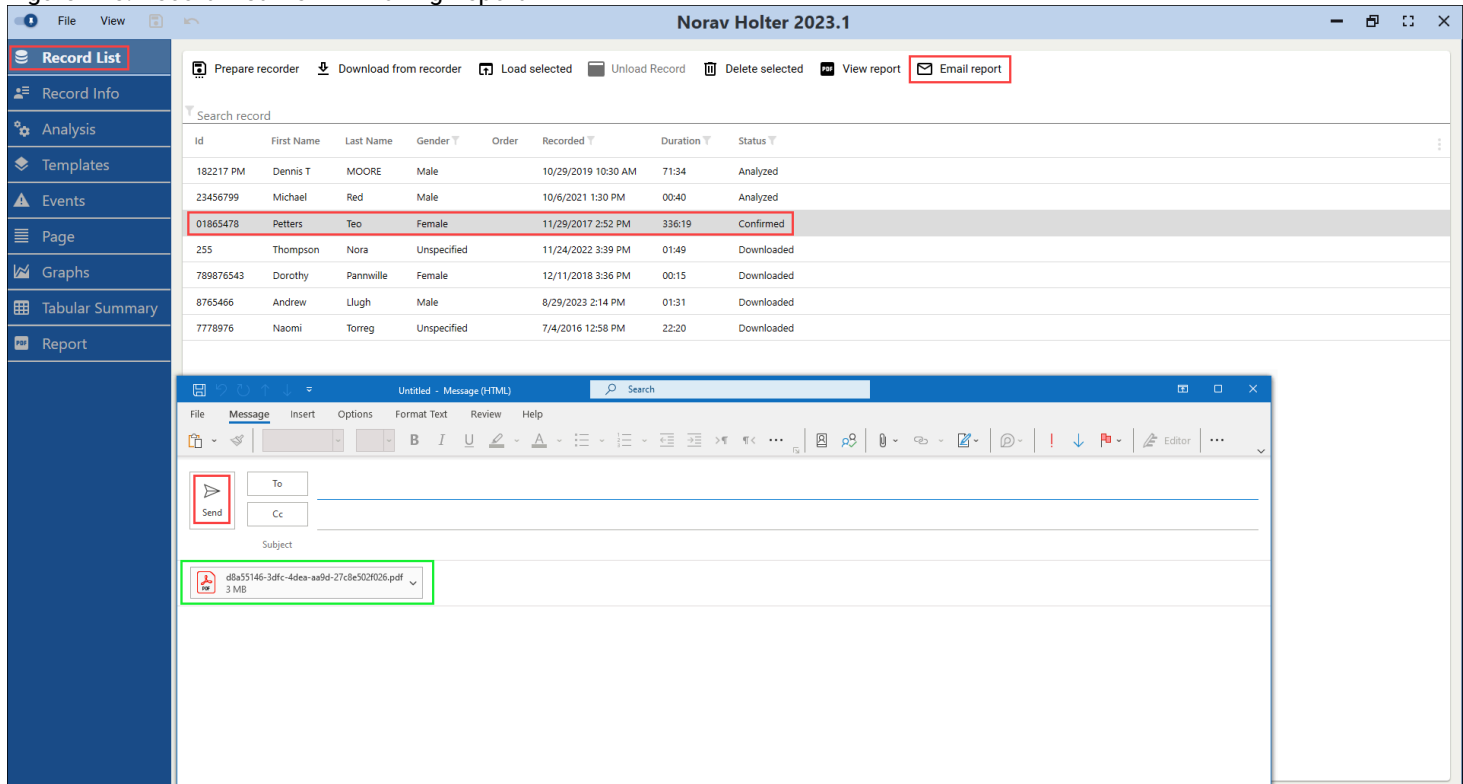 File View Norav Holter 2023.1
Record List
Record Info
Analysis
Templates
Events
Page
Graphs
Tabular Summary
Report
Prepare recorder Download from recorder Load selected Unload Record Delete selected PDF View report Email report
Search record
Id First Name Last Name Gender Order Recorded Duration Status
182217 PM Dennis T MOORE Male 10/29/2019 10:30 AM 71:34 Analyzed
23456799 Michael Red Male 10/6/2021 1:30 PM 00:40 Analyzed
01865478 Petters Teo Female 11/29/2017 2:52 PM 336:19 Confirmed
255 Thompson Nora Unspecified 11/24/2022 3:39 PM 01:49 Downloaded
789876543 Dorothy Pannwille Female 12/11/2018 3:36 PM 00:15 Downloaded
8765466 Andrew Llugh Male 8/29/2023 2:14 PM 01:31 Downloaded
7778976 Naomi Torreg Unspecified 7/4/2016 12:58 PM 22:20 Downloaded
Untitled - Message (HTML) Search
File Message Insert Options Format Text Review Help
B I U A Editor
To
Send Cc
Subject
d8a55146-3dfc-4dea-aa9d-27c8e502f026.pdf
PDF 3 MB